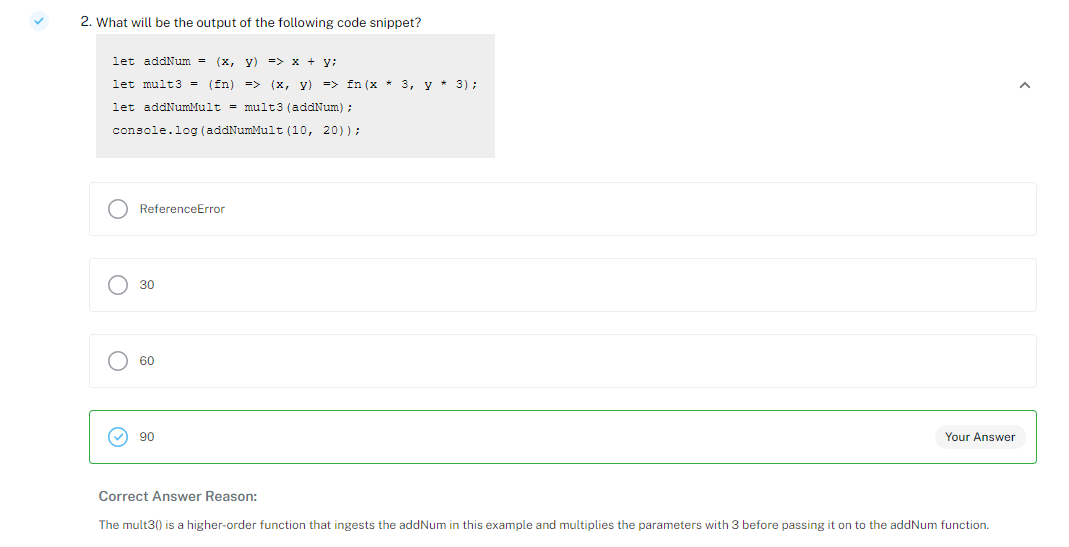 2. What will be the output of the following code snippet?
let addNum = (x, y) => x + y;
let mult3 = (fn) => (x, y) => fn(x * 3, y * 3);
let addNumMult = mult3(addNum);
console.log(addNumMult(10, 20));
ReferenceError
30
60
90
Your Answer
Correct Answer Reason:
The mult3() is a higher-order function that ingests the addNum in this example and multiplies the parameters with 3 before passing it on to the addNum function.